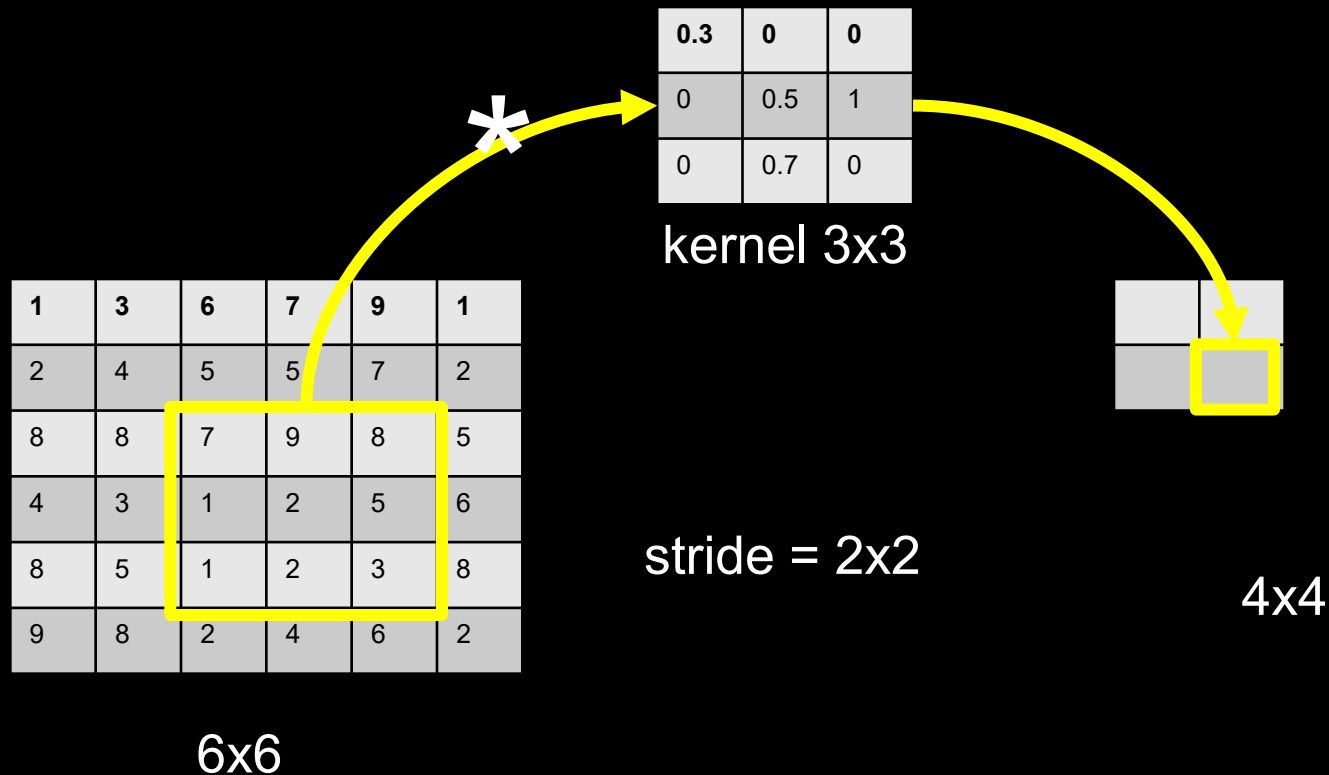 0.3 0 0
0 0.5 1
0 0.7 0
*
kernel 3x3
1 3 6 7 9 1
2 4 5 5 7 2
8 8 7 9 8 5
4 3 1 2 5 6
8 5 1 2 3 8
9 8 2 4 6 2
stride = 2x2
4x4
6x6